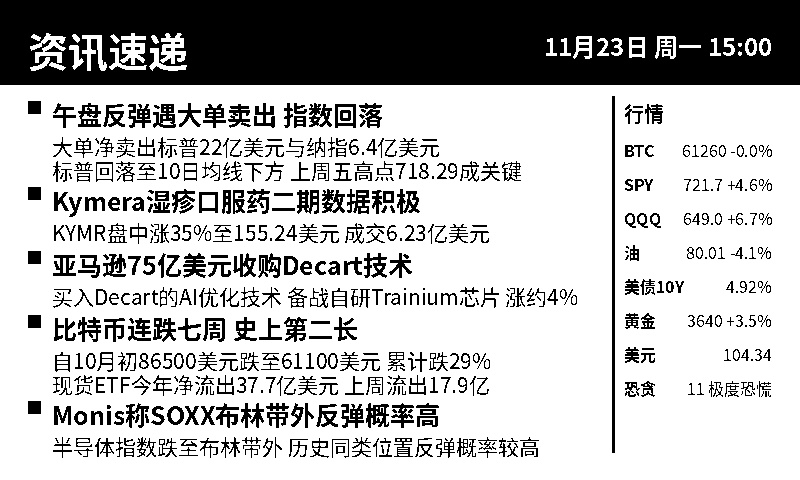 资讯速递
11月23日 周一 15:00
午盘反弹遇大单卖出 指数回落
大单净卖出标普22亿美元与纳指6.4亿美元
标普回落至10日均线下方 上周五高点718.29成关键
Kymera湿疹口服药二期数据积极
KYMR盘中涨35%至155.24美元 成交6.23亿美元
亚马逊75亿美元收购Decart技术
买入Decart的AI优化技术 备战自研Trainium芯片 涨约4%
比特币连跌七周 史上第二长
自10月初86500美元跌至61100美元 累计跌29%
现货ETF今年净流出37.7亿美元 上周流出17.9亿
Monis称SOXX布林带外反弹概率高
半导体指数跌至布林带外 历史同类位置反弹概率较高
行情
BTC 61260 -0.0%
SPY 721.7 +4.6%
QQQ 649.0 +6.7%
油 80.01 -4.1%
美债10Y 4.92%
黄金 3640 +3.5%
美元 104.34
恐贪 11 极度恐慌